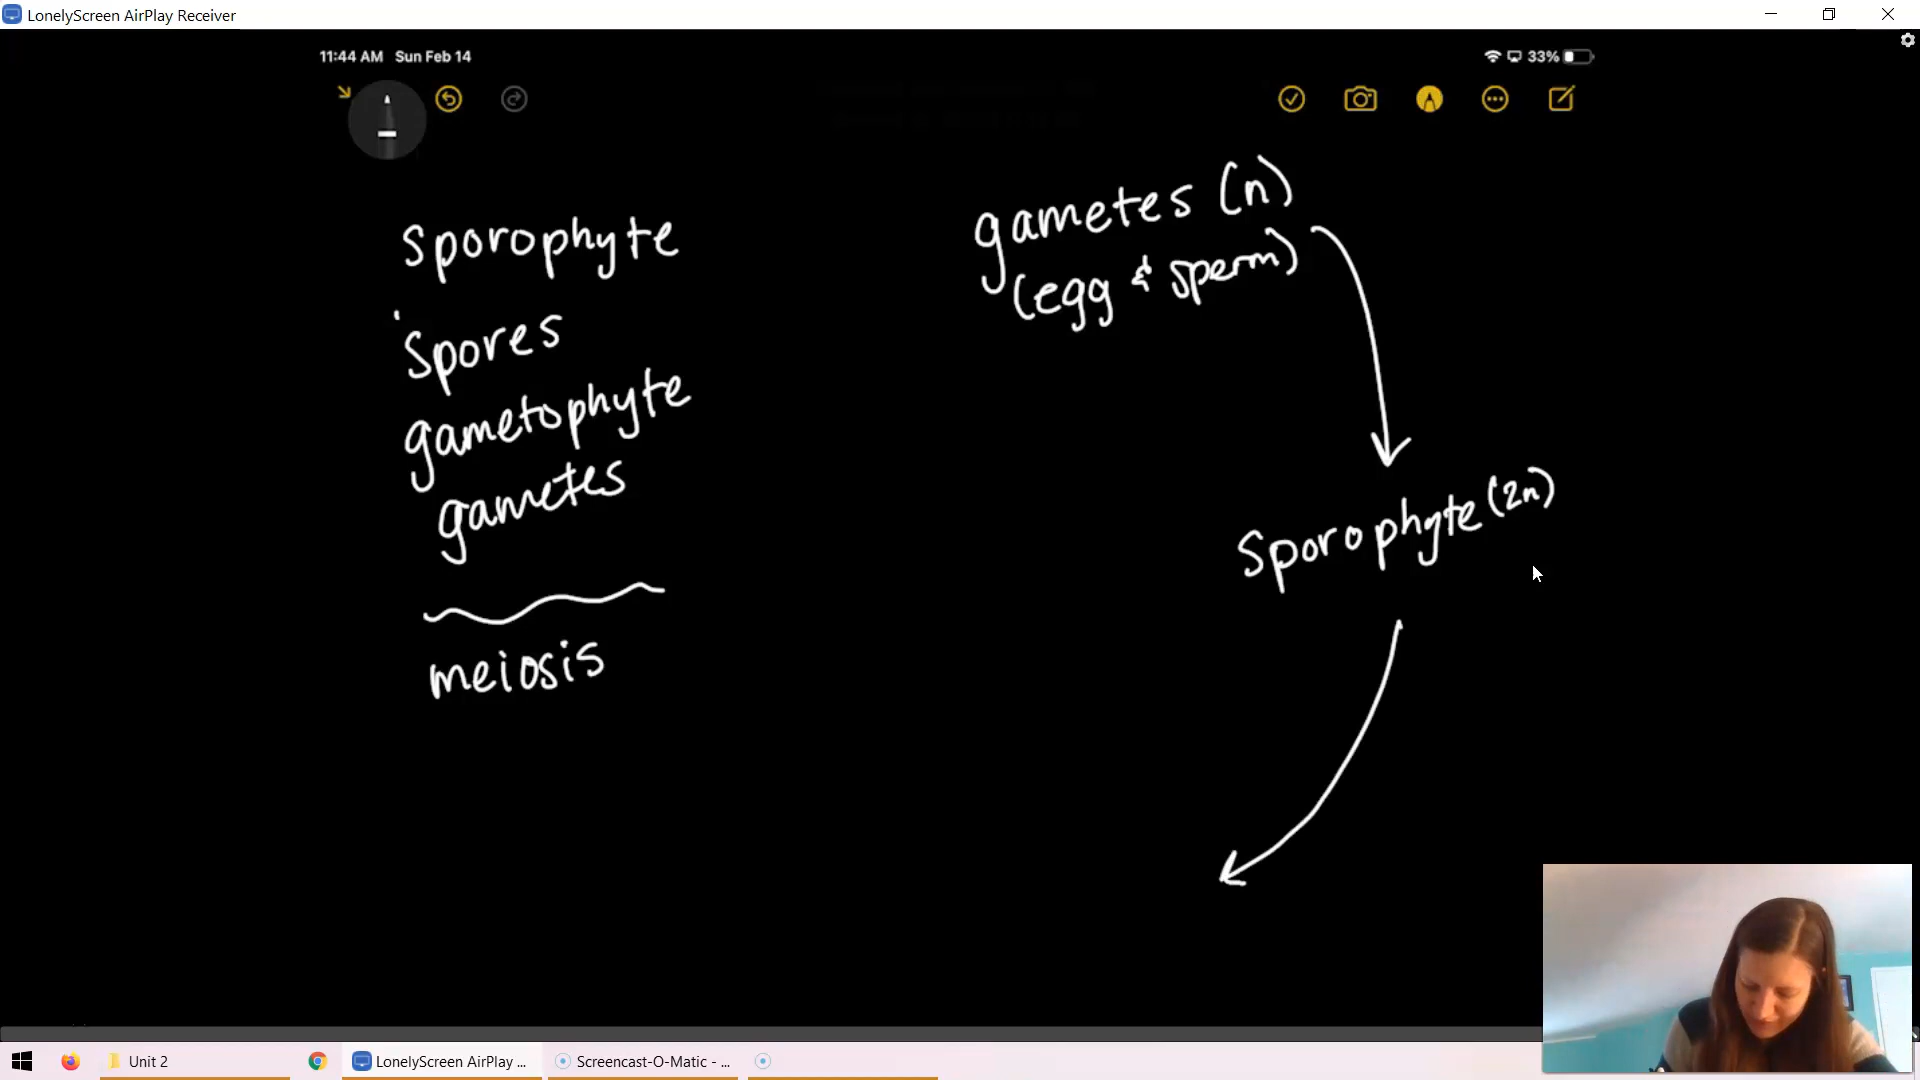 LonelyScreen AirPlay Receiver
11:44 AM Sun Feb 14
33%
Sporophyte
Spores
gametophyte
gametes
meiosis
gametes (n)
(egg & sperm)
Sporophyte (2n)
Unit 2
LonelyScreen AirPlay ...
Screencast-O-Matic - ...